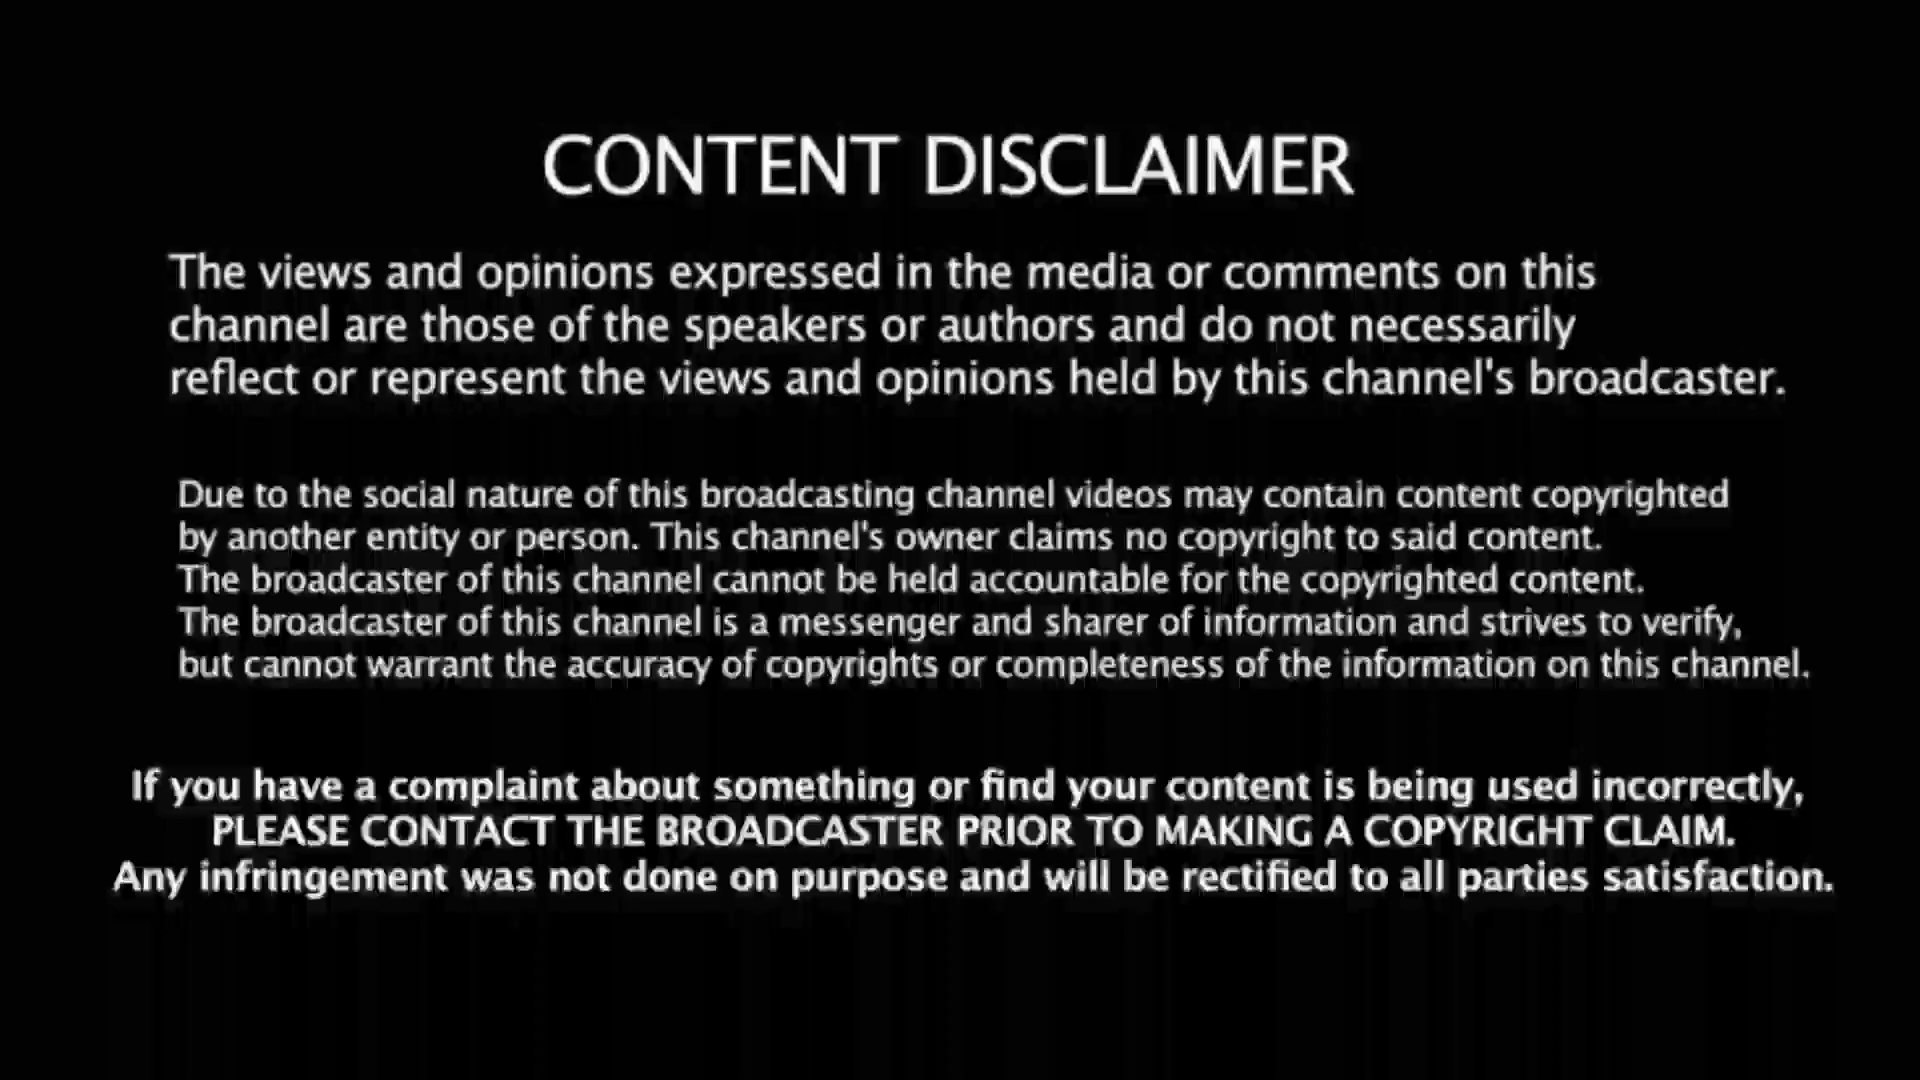 CONTENT DISCLAIMER
The views and opinions expressed in the media or comments on this
channel are those of the speakers or authors and do not necessarily
reflect or represent the views and opinions held by this channel's broadcaster.
Due to the social nature of this broadcasting channel videos may contain content copyrighted
by another entity or person. This channel's owner claims no copyright to said content.
The broadcaster of this channel cannot be held accountable for the copyrighted content.
The broadcaster of this channel is a messenger and sharer of information and strives to verify,
but cannot warrant the accuracy of copyrights or completeness of the information on this channel.
If you have a complaint about something or find your content is being used incorrectly,
PLEASE CONTACT THE BROADCASTER PRIOR TO MAKING A COPYRIGHT CLAIM.
Any infringement was not done on purpose and will be rectified to all parties satisfaction.